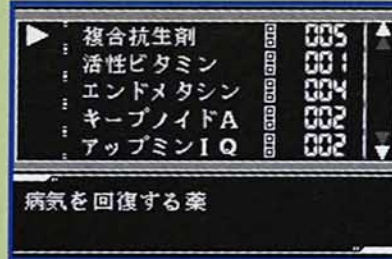 複合抗生剤 005
活性ビタミン 001
エンドメタシン 004
キープノイドA 002
アップミンIQ 002
病気を回復する薬